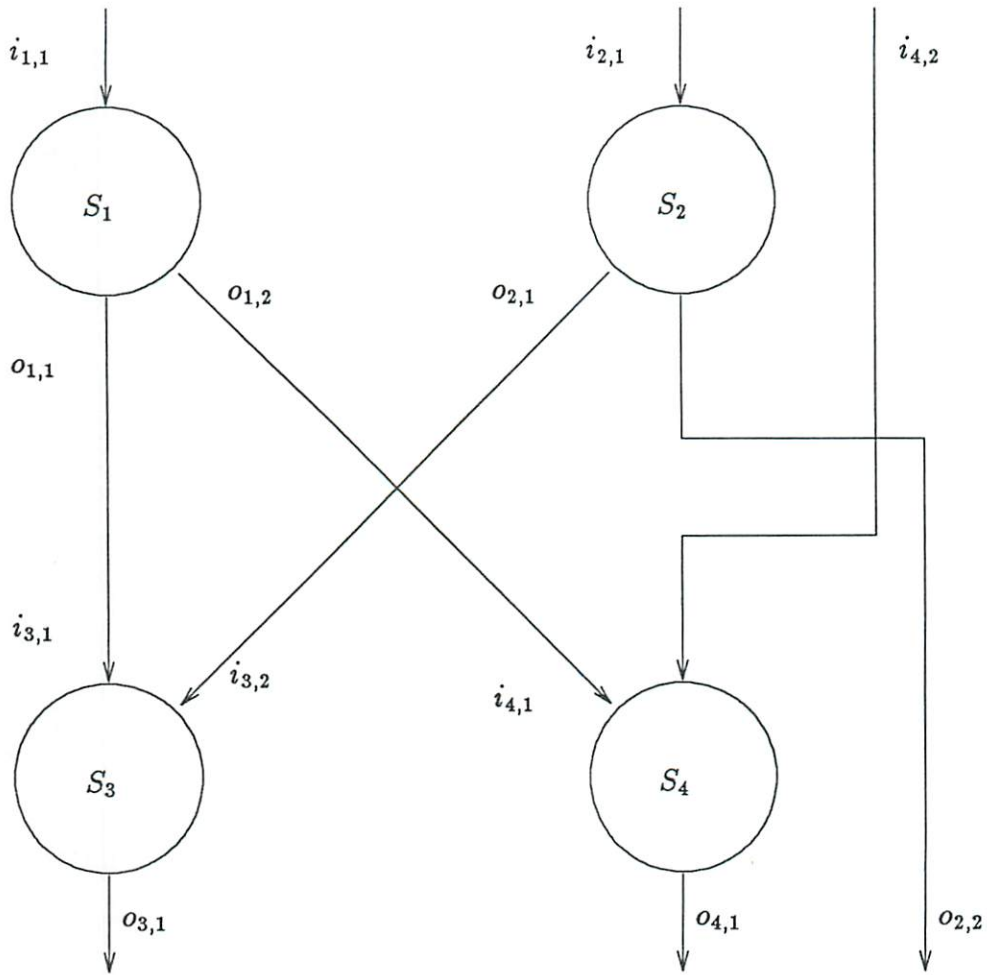 i1,1 i2,1 i4,2
S1 S2
o1,2 o2,1
o1,1
i3,1
i3,2 i4,1
S3 S4
o3,1 o4,1 o2,2